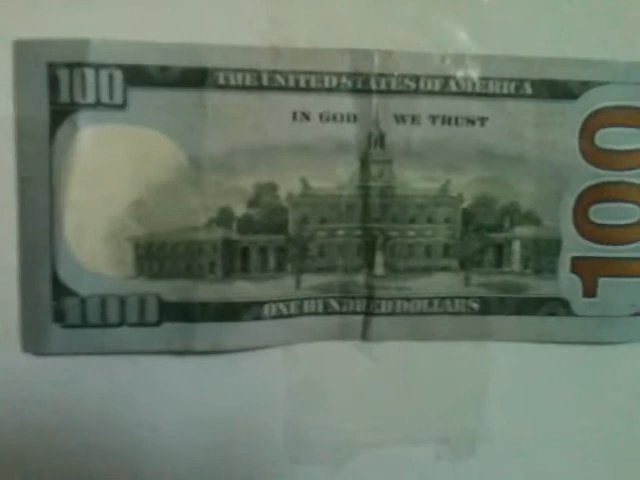 100
THE UNITED STATES OF AMERICA
IN GOD WE TRUST
100
100
ONE HUNDRED DOLLARS